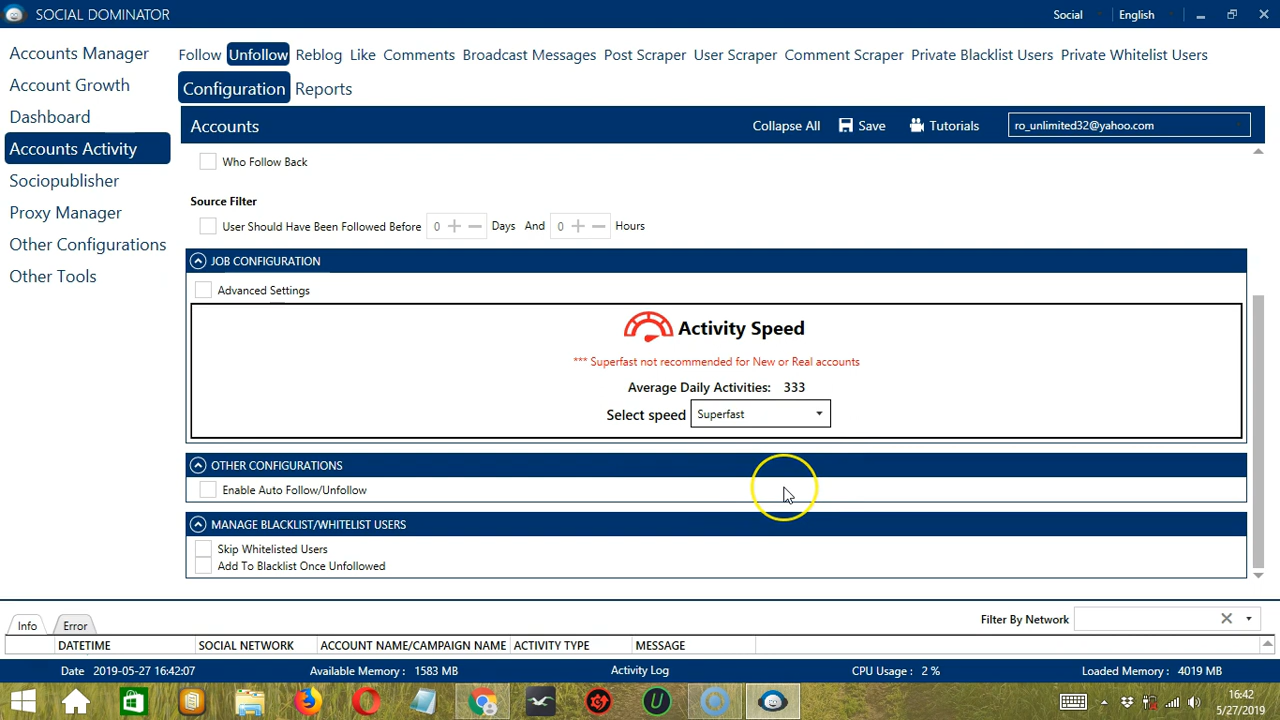 SOCIAL DOMINATOR
Social
English
Accounts Manager
Account Growth
Dashboard
Accounts Activity
Sociopublisher
Proxy Manager
Other Configurations
Other Tools
Follow Unfollow Reblog Like Comments Broadcast Messages Post Scraper User Scraper Comment Scraper Private Blacklist Users Private Whitelist Users
Configuration Reports
Accounts
Collapse All Save Tutorials ro_unlimited32@yahoo.com
Who Follow Back
Source Filter
User Should Have Been Followed Before 0 + − Days And 0 + − Hours
JOB CONFIGURATION
Advanced Settings
Activity Speed
*** Superfast not recommended for New or Real accounts
Average Daily Activities: 333
Select speed Superfast
OTHER CONFIGURATIONS
Enable Auto Follow/Unfollow
MANAGE BLACKLIST/WHITELIST USERS
Skip Whitelisted Users
Add To Blacklist Once Unfollowed
Info Error
Filter By Network
DATETIME SOCIAL NETWORK ACCOUNT NAME/CAMPAIGN NAME ACTIVITY TYPE MESSAGE
Date 2019-05-27 16:42:07 Available Memory : 1583 MB Activity Log CPU Usage : 2 % Loaded Memory : 4019 MB
16:42
5/27/2019